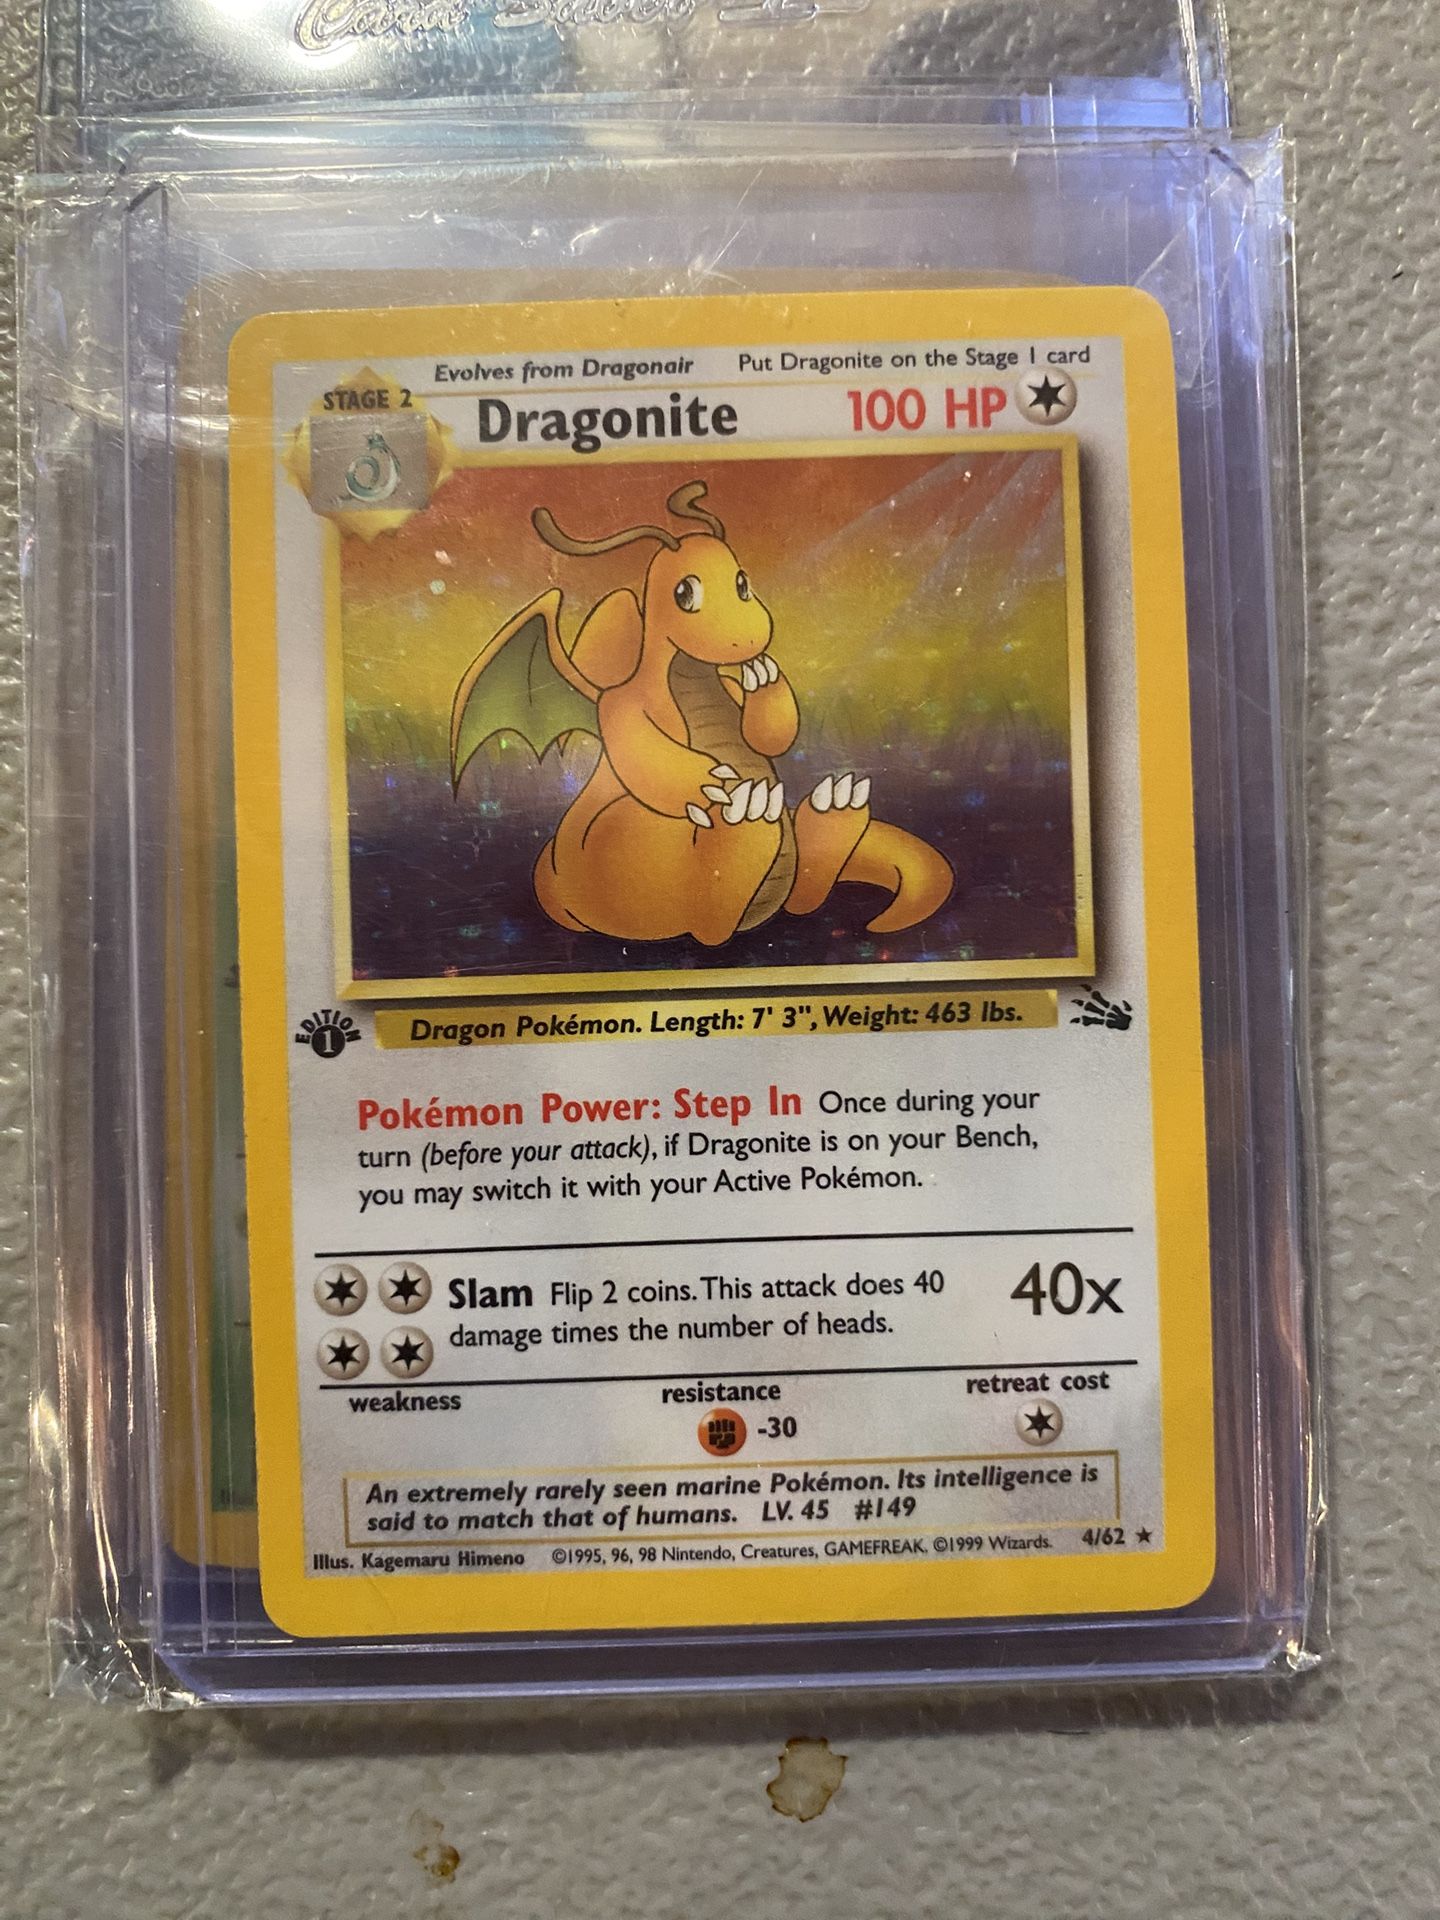 Card Saver
Evolves from Dragonair Put Dragonite on the Stage 1 card
STAGE 2
Dragonite 100 HP
EDITION
1
Dragon Pokémon. Length: 7' 3", Weight: 463 lbs.
Pokémon Power: Step In Once during your
turn (before your attack), if Dragonite is on your Bench,
you may switch it with your Active Pokémon.
Slam Flip 2 coins. This attack does 40
damage times the number of heads.
40x
weakness resistance retreat cost
-30
An extremely rarely seen marine Pokémon. Its intelligence is
said to match that of humans. LV. 45 #149
Illus. Kagemaru Himeno ©1995, 96, 98 Nintendo, Creatures, GAMEFREAK. ©1999 Wizards. 4/62 ★